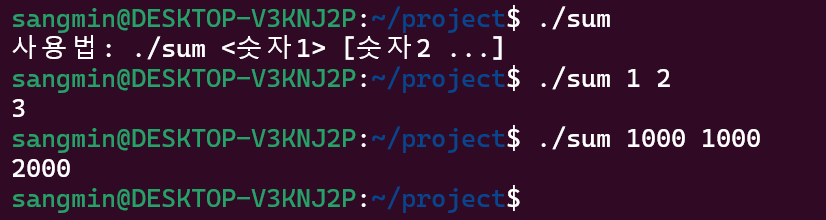 sangmin@DESKTOP-V3KNJ2P:~/project$ ./sum
사용법: ./sum <숫자1> [숫자2 ...]
sangmin@DESKTOP-V3KNJ2P:~/project$ ./sum 1 2
3
sangmin@DESKTOP-V3KNJ2P:~/project$ ./sum 1000 1000
2000
sangmin@DESKTOP-V3KNJ2P:~/project$